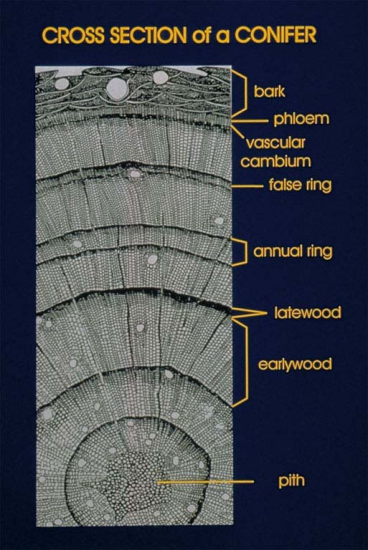 CROSS SECTION of a CONIFER
bark
phloem
vascular
cambium
false ring
annual ring
latewood
earlywood
pith